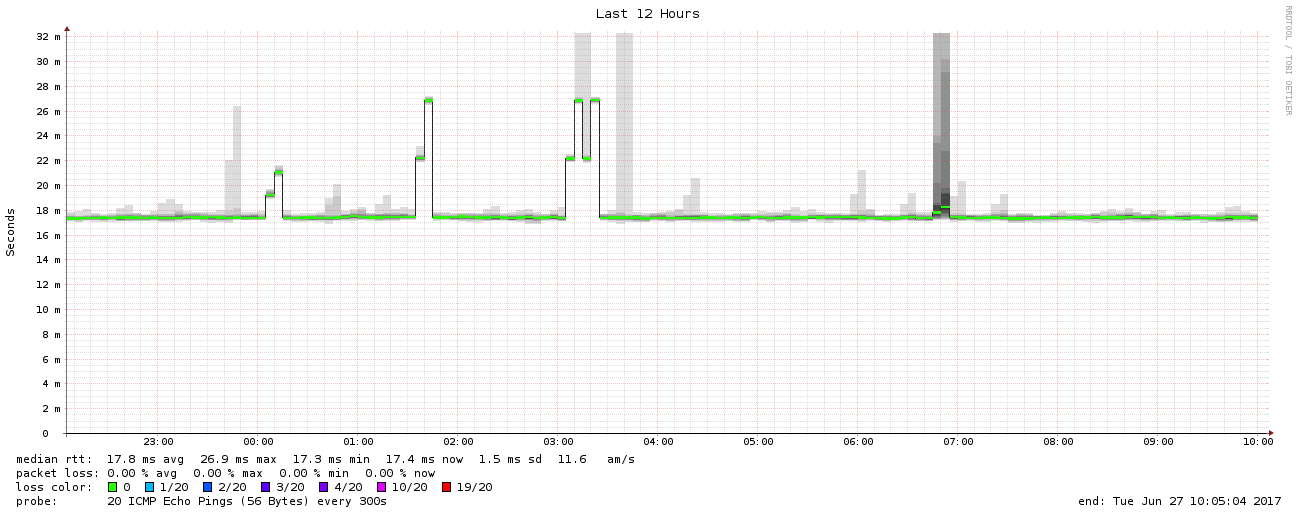 Last 12 Hours
RRDTOOL / TOBI OETIKER
Seconds
32 m
30 m
28 m
26 m
24 m
22 m
20 m
18 m
16 m
14 m
12 m
10 m
8 m
6 m
4 m
2 m
0
23:00 00:00 01:00 02:00 03:00 04:00 05:00 06:00 07:00 08:00 09:00 10:00
median rtt: 17.8 ms avg 26.9 ms max 17.3 ms min 17.4 ms now 1.5 ms sd 11.6 am/s
packet loss: 0.00 % avg 0.00 % max 0.00 % min 0.00 % now
loss color: 0 1/20 2/20 3/20 4/20 10/20 19/20
probe: 20 ICMP Echo Pings (56 Bytes) every 300s end: Tue Jun 27 10:05:04 2017